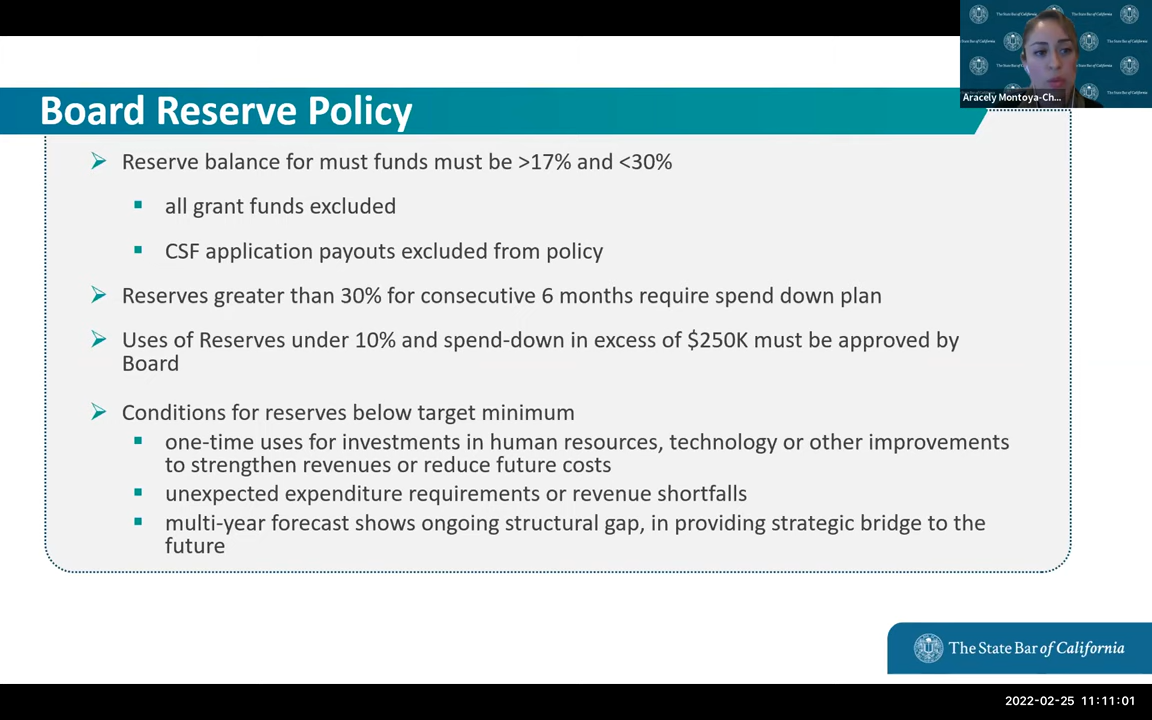 The State Bar of California
Aracely Montoya-Ch...
Board Reserve Policy
Reserve balance for must funds must be >17% and <30%
all grant funds excluded
CSF application payouts excluded from policy
Reserves greater than 30% for consecutive 6 months require spend down plan
Uses of Reserves under 10% and spend-down in excess of $250K must be approved by
Board
Conditions for reserves below target minimum
one-time uses for investments in human resources, technology or other improvements
to strengthen revenues or reduce future costs
unexpected expenditure requirements or revenue shortfalls
multi-year forecast shows ongoing structural gap, in providing strategic bridge to the
future
The State Bar of California
2022-02-25 11:11:01